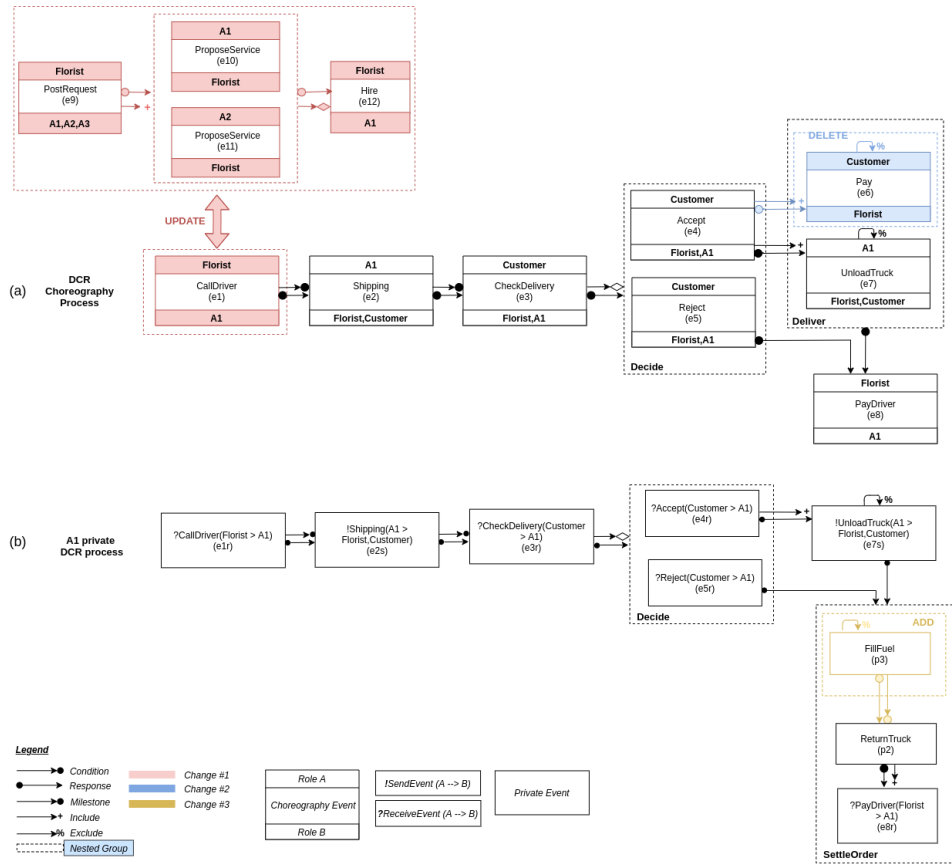 A1
ProposeService
(e10)
Florist
Florist
PostRequest
(e9)
A1,A2,A3
+
Florist
Hire
(e12)
A1
A2
ProposeService
(e11)
Florist
UPDATE
DELETE
%
Customer
Pay
(e6)
Florist
+
Customer
Accept
(e4)
Florist,A1
+
%
A1
UnloadTruck
(e7)
Florist,Customer
Deliver
(a)
DCR
Choreography
Process
Florist
CallDriver
(e1)
A1
A1
Shipping
(e2)
Florist,Customer
Customer
CheckDelivery
(e3)
Florist,A1
Customer
Reject
(e5)
Florist,A1
Decide
Florist
PayDriver
(e8)
A1
(b)
A1 private
DCR process
?CallDriver(Florist > A1)
(e1r)
!Shipping(A1 >
Florist,Customer)
(e2s)
?CheckDelivery(Customer
> A1)
(e3r)
?Accept(Customer > A1)
(e4r)
?Reject(Customer > A1)
(e5r)
Decide
+
%
!UnloadTruck(A1 >
Florist,Customer)
(e7s)
%
ADD
FillFuel
(p3)
ReturnTruck
(p2)
+
?PayDriver(Florist
> A1)
(e8r)
SettleOrder
Legend
Condition
Response
Milestone
+ Include
% Exclude
Nested Group
Change #1
Change #2
Change #3
Role A
Choreography Event
Role B
!SendEvent (A --> B)
?ReceiveEvent (A --> B)
Private Event